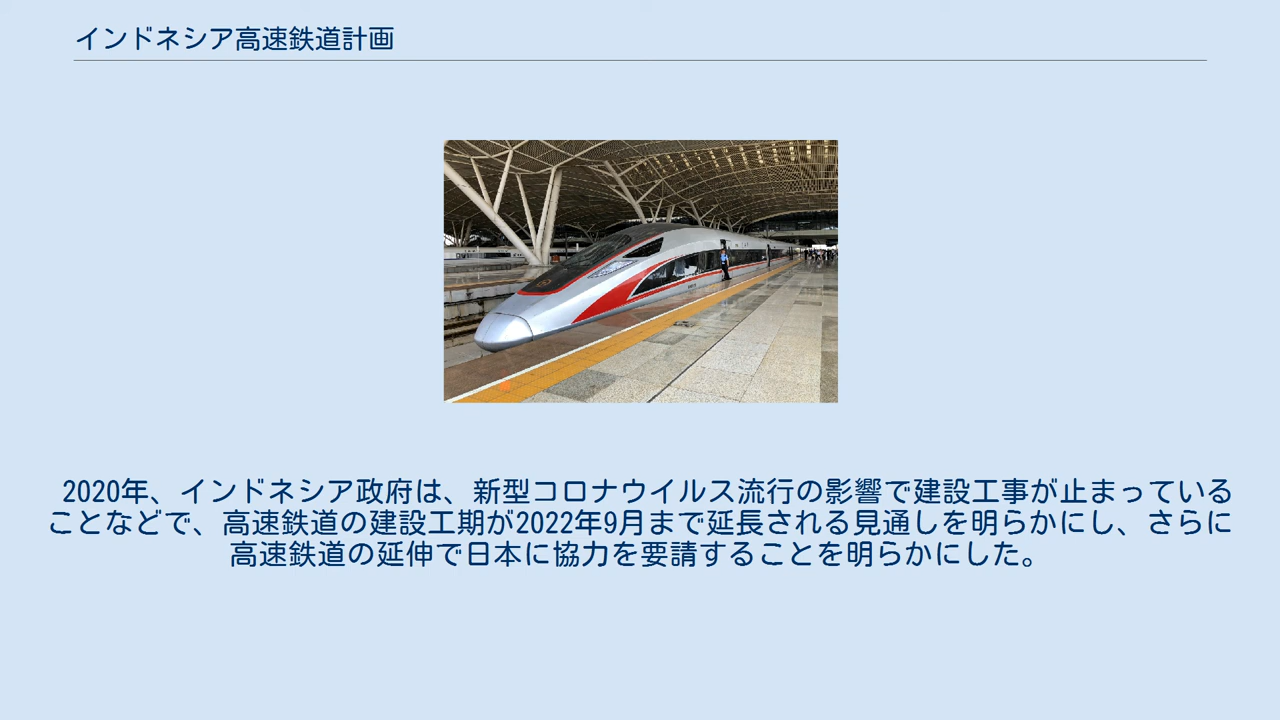 インドネシア高速鉄道計画
2020年、インドネシア政府は、新型コロナウイルス流行の影響で建設工事が止まっている
ことなどで、高速鉄道の建設工期が2022年9月まで延長される見通しを明らかにし、さらに
高速鉄道の延伸で日本に協力を要請することを明らかにした。